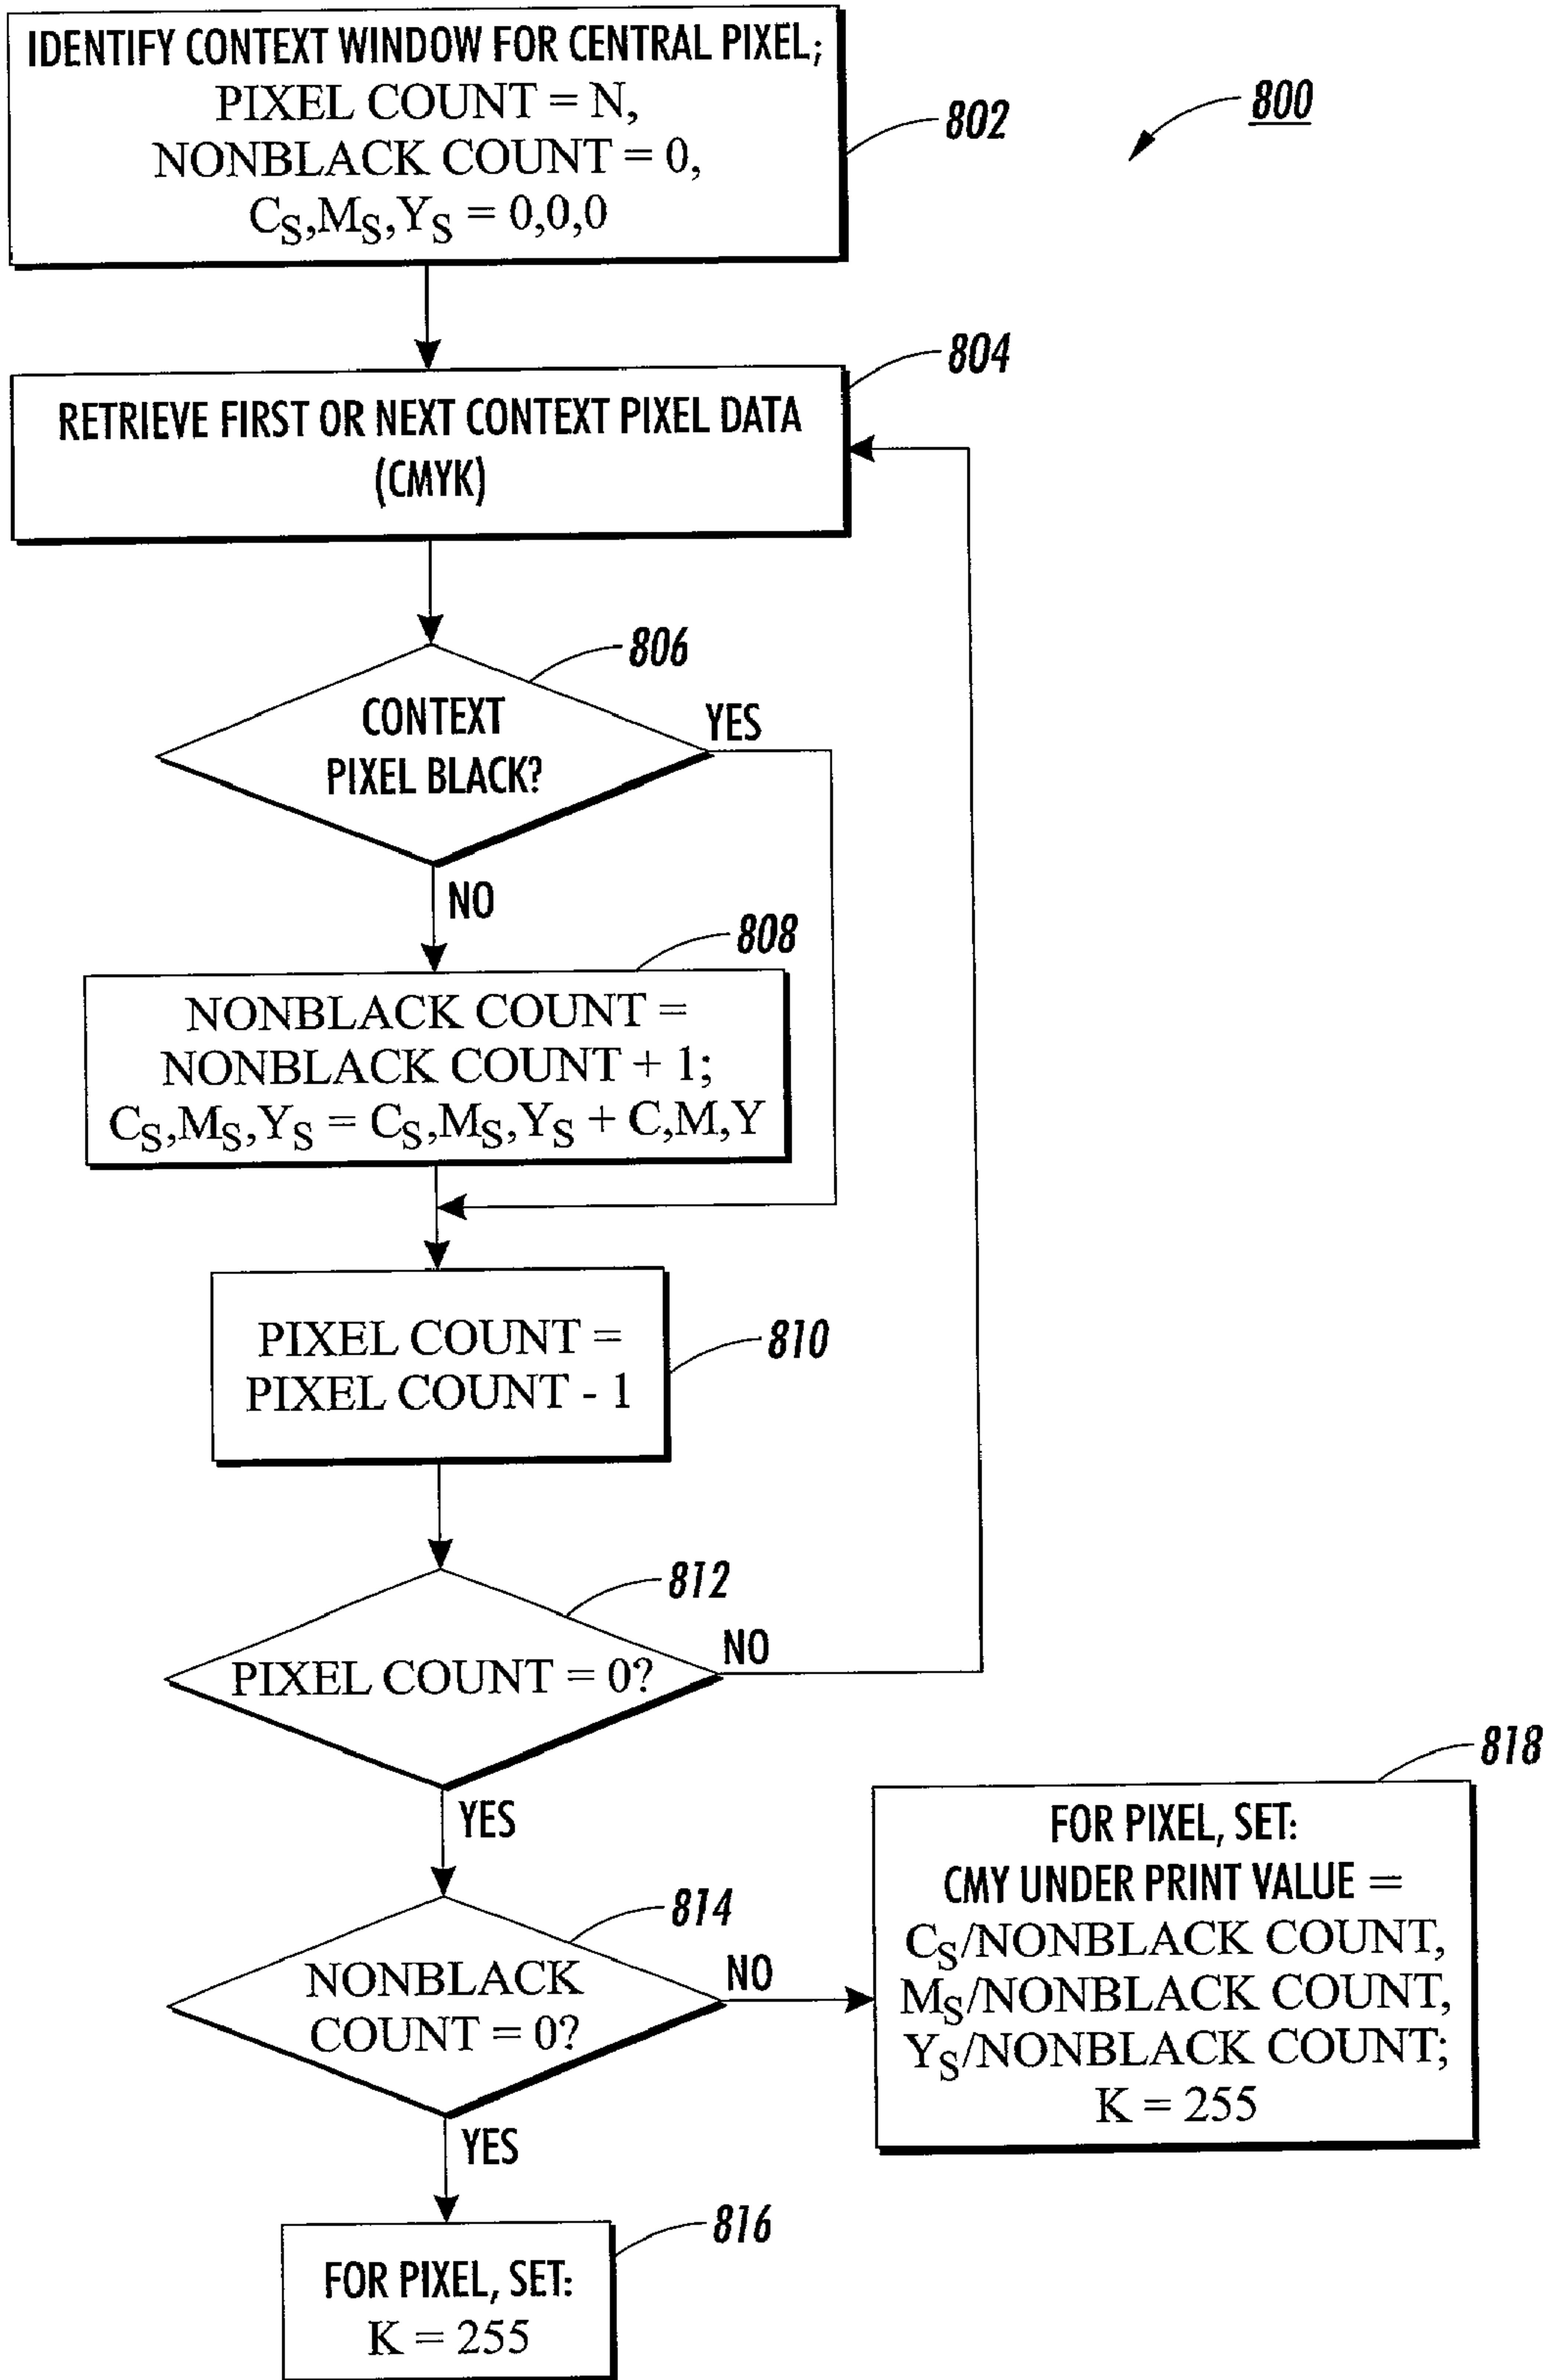 IDENTIFY CONTEXT WINDOW FOR CENTRAL PIXEL;
PIXEL COUNT = N,
NONBLACK COUNT = 0,
CS,MS,YS = 0,0,0
802
800
804
RETRIEVE FIRST OR NEXT CONTEXT PIXEL DATA
(CMYK)
806
CONTEXT
PIXEL BLACK?
YES
NO
808
NONBLACK COUNT =
NONBLACK COUNT + 1;
CS,MS,YS = CS,MS,YS + C,M,Y
810
PIXEL COUNT =
PIXEL COUNT - 1
812
PIXEL COUNT = 0?
NO
YES
814
NONBLACK
COUNT = 0?
NO
YES
818
FOR PIXEL, SET:
CMY UNDER PRINT VALUE =
CS/NONBLACK COUNT,
MS/NONBLACK COUNT,
YS/NONBLACK COUNT;
K = 255
816
FOR PIXEL, SET:
K = 255